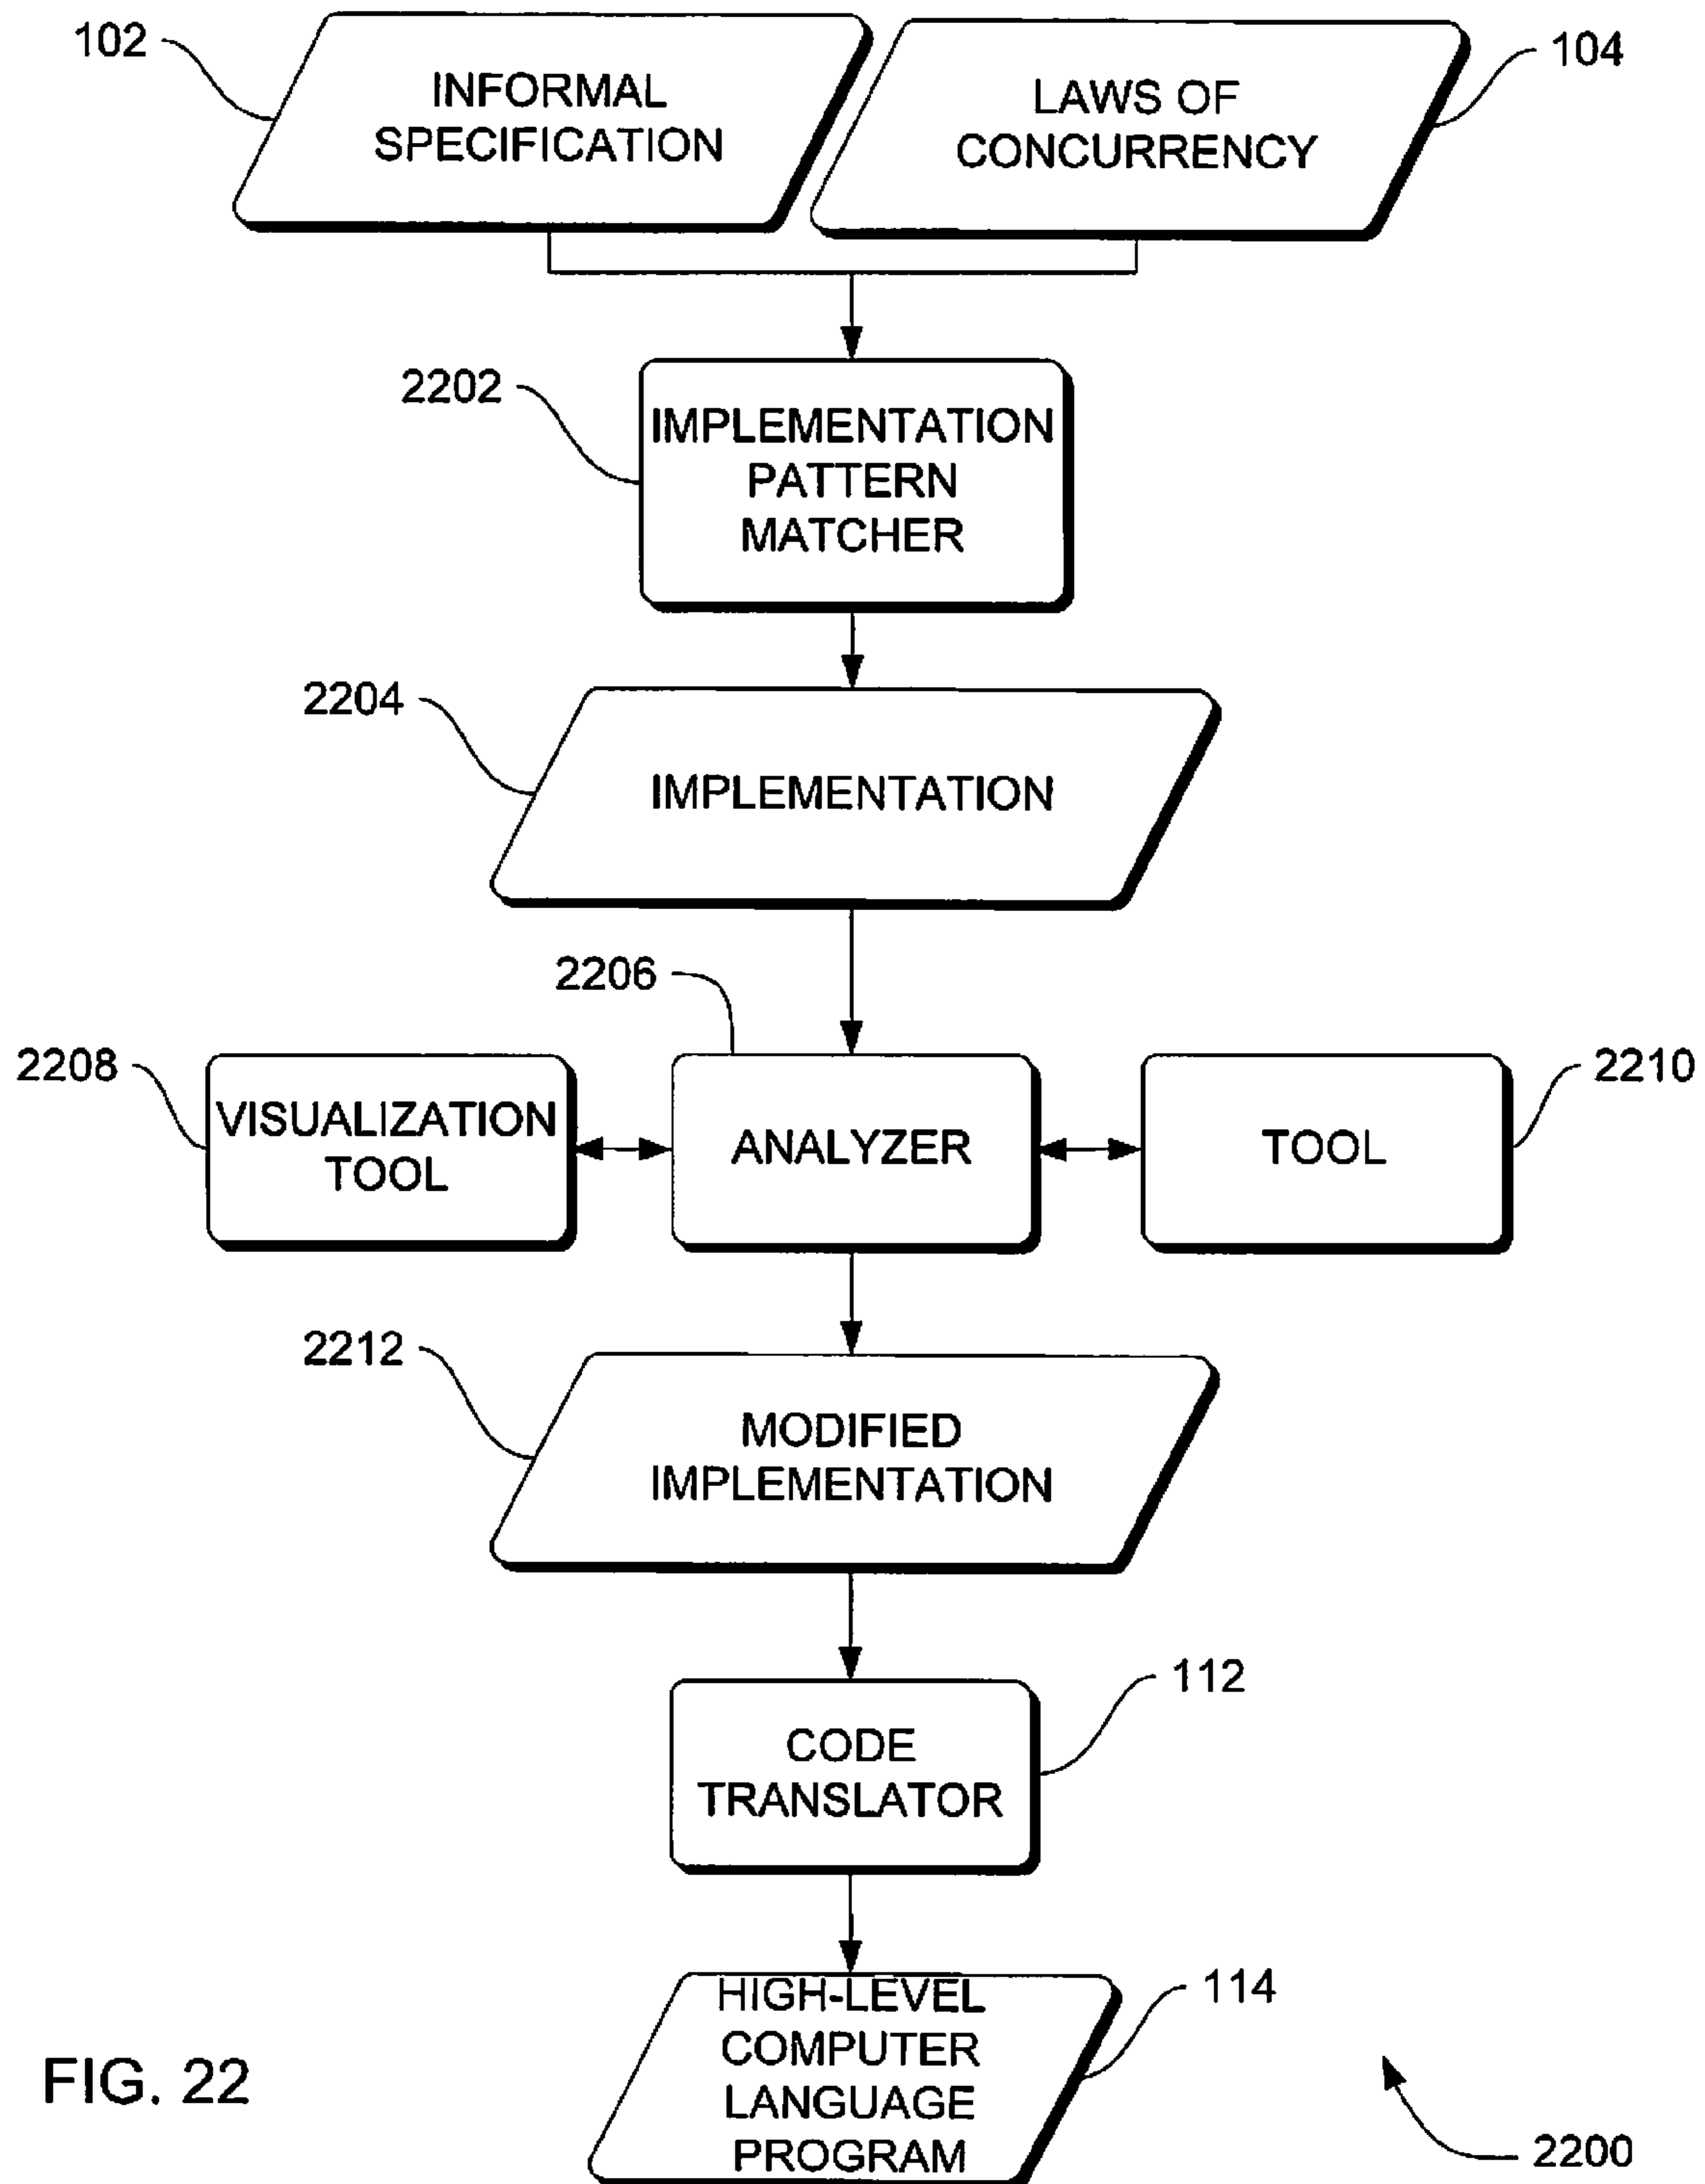 102
INFORMAL
SPECIFICATION
LAWS OF
CONCURRENCY
104
2202
IMPLEMENTATION
PATTERN
MATCHER
2204
IMPLEMENTATION
2206
2208
VISUALIZATION
TOOL
ANALYZER
TOOL
2210
2212
MODIFIED
IMPLEMENTATION
112
CODE
TRANSLATOR
114
HIGH-LEVEL
COMPUTER
LANGUAGE
PROGRAM
FIG. 22
2200